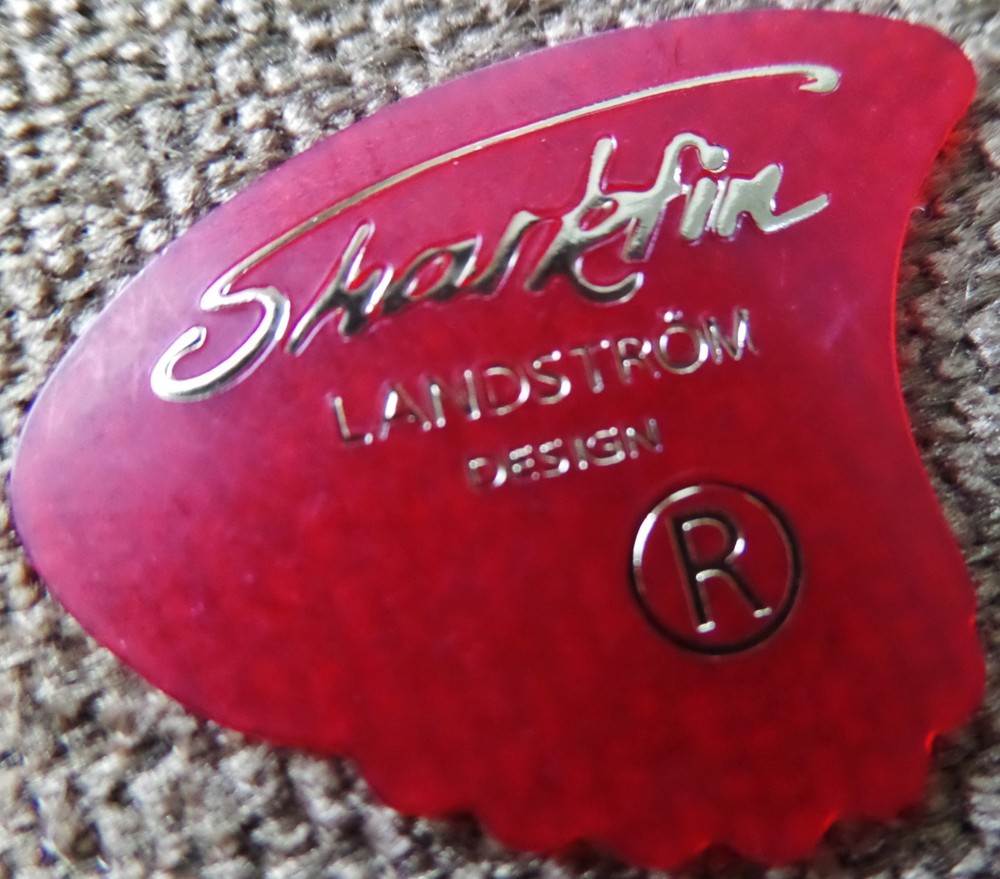 Sharkfin
LANDSTRÖM
DESIGN
®